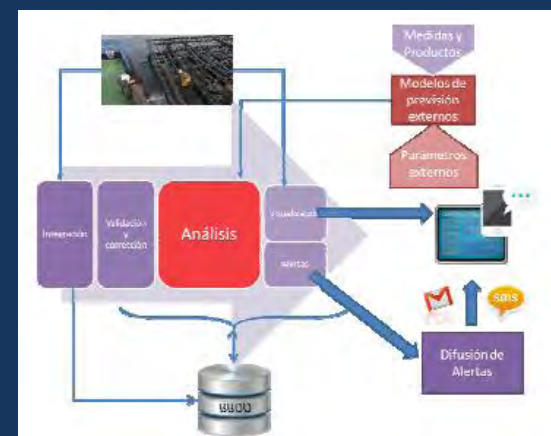 Medidas y
Productos
Modelos de
previsión
externos
Parámetros
externos
Integración
Validación
y
corrección
Análisis
Visualización
Alertas
sms
Difusión de
Alertas
BBDD